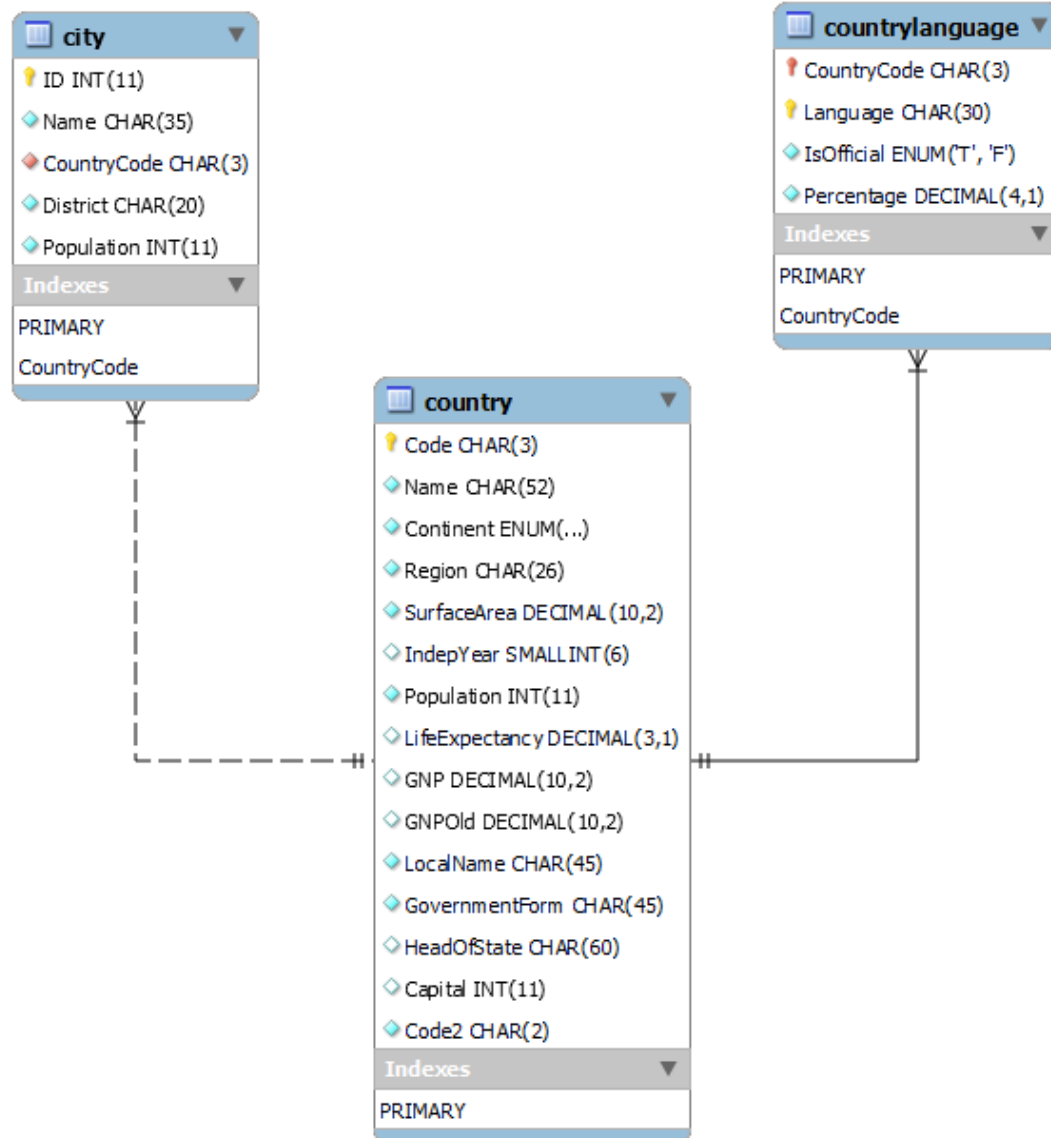 city
ID INT(11)
Name CHAR(35)
CountryCode CHAR(3)
District CHAR(20)
Population INT(11)
Indexes
PRIMARY
CountryCode
countrylanguage
CountryCode CHAR(3)
Language CHAR(30)
IsOfficial ENUM('T', 'F')
Percentage DECIMAL(4,1)
Indexes
PRIMARY
CountryCode
country
Code CHAR(3)
Name CHAR(52)
Continent ENUM(...)
Region CHAR(26)
SurfaceArea DECIMAL(10,2)
IndepYear SMALLINT(6)
Population INT(11)
LifeExpectancy DECIMAL(3,1)
GNP DECIMAL(10,2)
GNPOld DECIMAL(10,2)
LocalName CHAR(45)
GovernmentForm CHAR(45)
HeadOfState CHAR(60)
Capital INT(11)
Code2 CHAR(2)
Indexes
PRIMARY